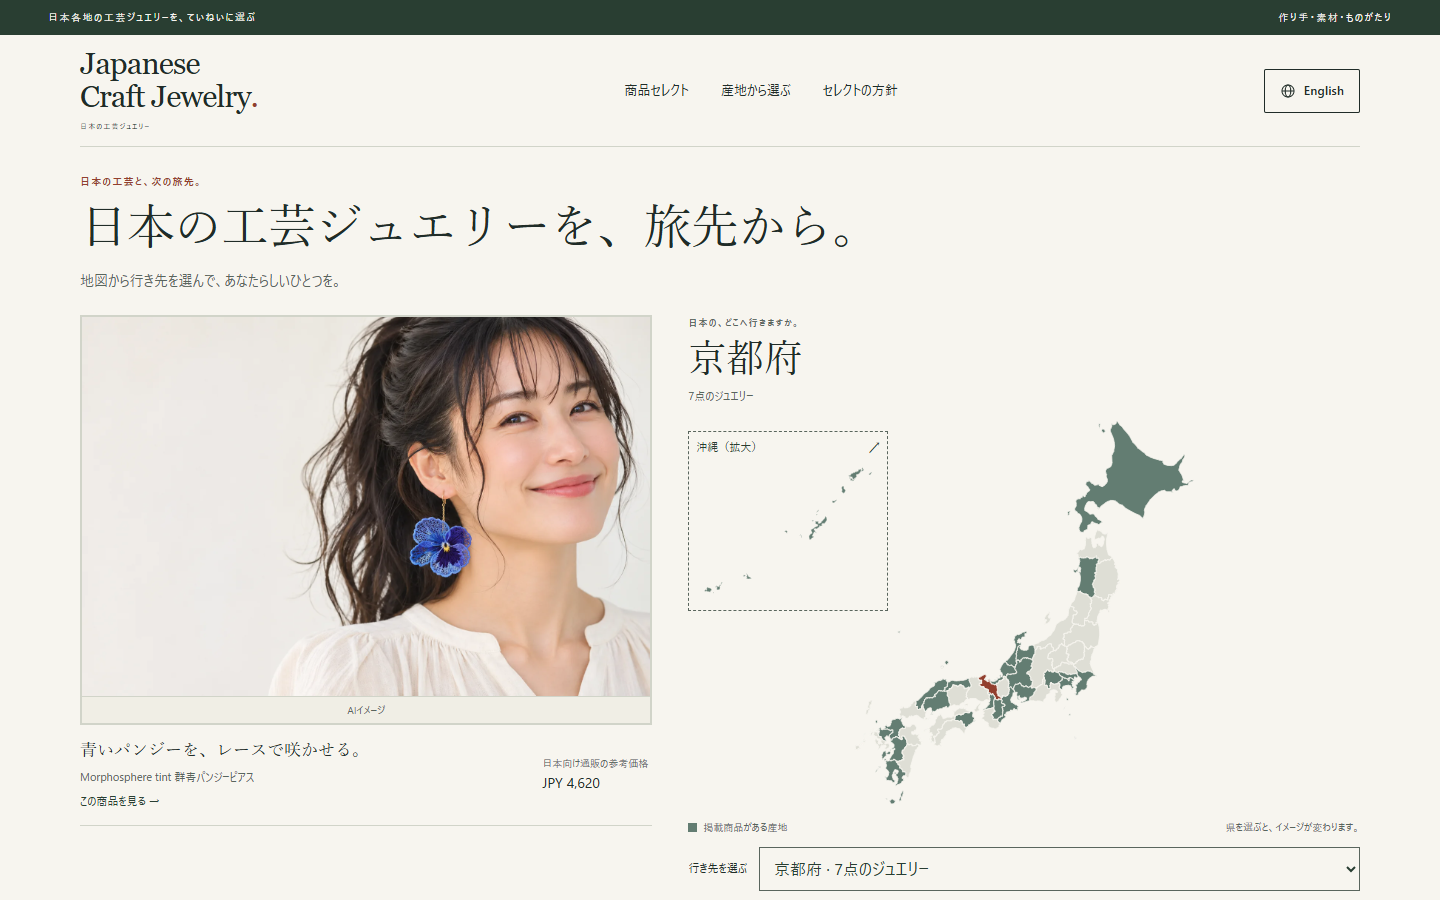 日本各地の工芸ジュエリーを、ていねいに選ぶ
作り手・素材・ものがたり
Japanese
Craft Jewelry.
日本の工芸ジュエリー
商品セレクト
産地から選ぶ
セレクトの方針
English
日本の工芸と、次の旅先。
日本の工芸ジュエリーを、旅先から。
地図から行き先を選んで、あなたらしいひとつを。
AIイメージ
青いパンジーを、レースで咲かせる。
Morphosphere tint 群青パンジーピアス
この商品を見る ー
日本向け通販の参考価格
JPY 4,620
日本の、どこへ行きますか。
京都府
7点のジュエリー
沖縄（拡大）
掲載商品がある産地
県を選ぶと、イメージが変わります。
行き先を選ぶ
京都府 · 7点のジュエリー